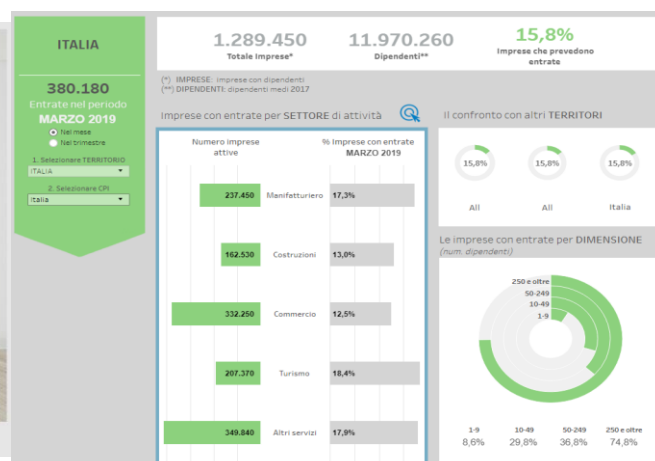 ITALIA
380.180
Entrate nel periodo
MARZO 2019
Nel mese
Nel trimestre
1. Selezionare TERRITORIO
ITALIA
2. Selezionare CPI
Italia
1.289.450
Totale Imprese*
11.970.260
Dipendenti**
15,8%
Imprese che prevedono
entrate
(*) IMPRESE: imprese con dipendenti
(**) DIPENDENTI: dipendenti medi 2017
Imprese con entrate per SETTORE di attività
Numero imprese
attive
% Imprese con entrate
MARZO 2019
237.450 Manifatturiero 17,3%
162.530 Costruzioni 13,0%
332.250 Commercio 12,5%
207.370 Turismo 18,4%
349.840 Altri servizi 17,9%
Il confronto con altri TERRITORI
15,8% 15,8% 15,8%
All All Italia
Le imprese con entrate per DIMENSIONE
(num. dipendenti)
250 e oltre
50-249
10-49
1-9
1-9 10-49 50-249 250 e oltre
8,6% 29,8% 36,8% 74,8%